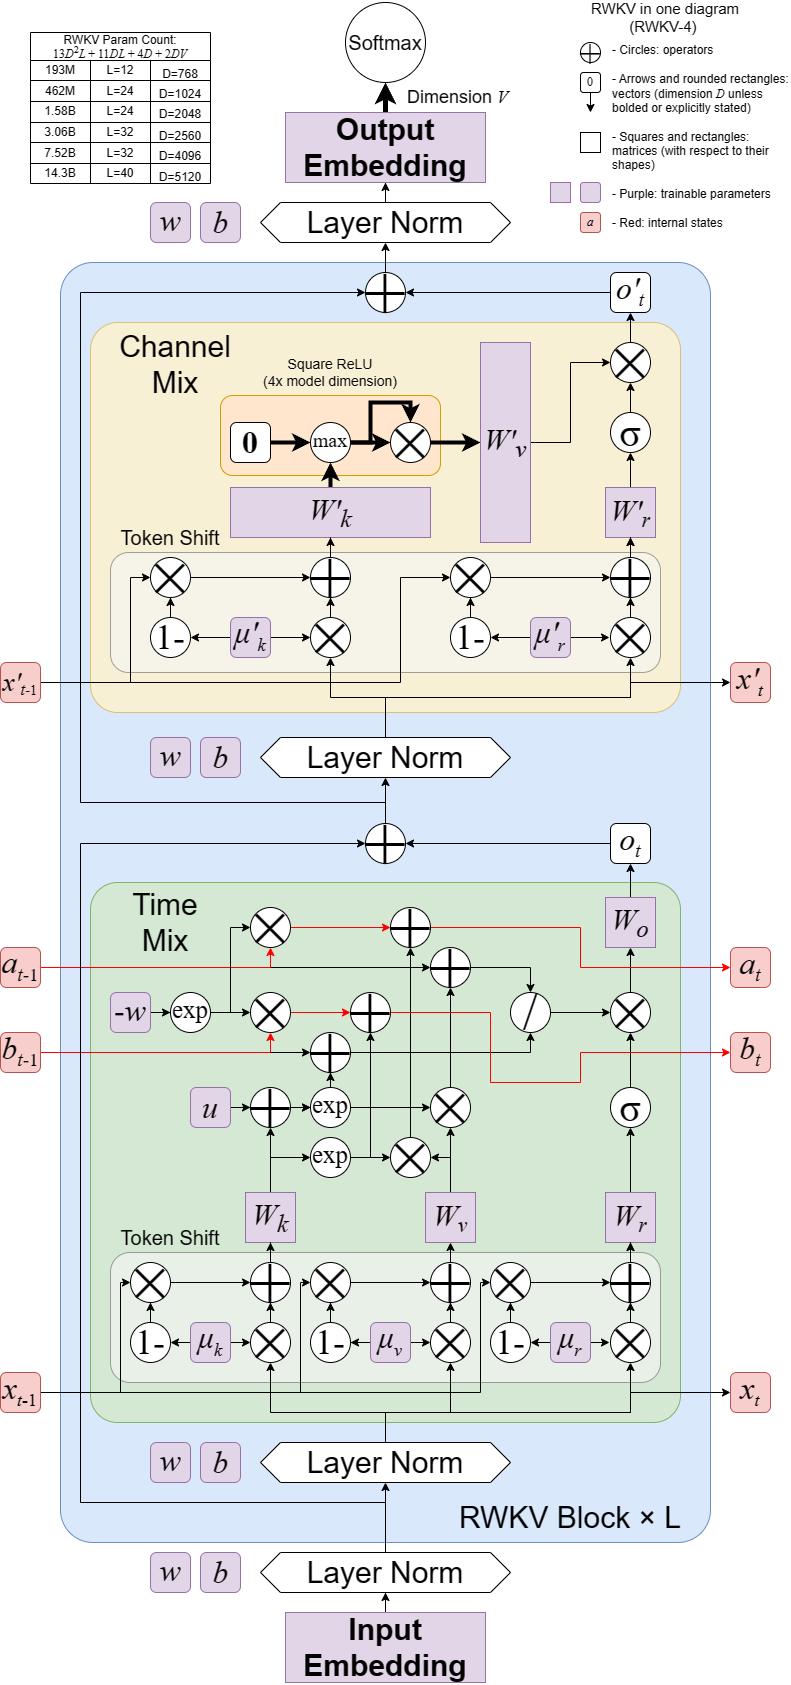 RWKV Param Count:
13D²L+11DL+4D+2DV
193M L=12 D=768
462M L=24 D=1024
1.58B L=24 D=2048
3.06B L=32 D=2560
7.52B L=32 D=4096
14.3B L=40 D=5120
Softmax
RWKV in one diagram
(RWKV-4)
- Circles: operators
0
- Arrows and rounded rectangles:
vectors (dimension D unless
bolded or explicitly stated)
- Squares and rectangles:
matrices (with respect to their
shapes)
- Purple: trainable parameters
a
- Red: internal states
Dimension V
Output
Embedding
w b Layer Norm
o't
Channel
Mix
Square ReLU
(4x model dimension)
0 max W'v σ
W'k W'r
Token Shift
1- μ'k 1- μ'r
x't-1 x't
w b Layer Norm
ot
Time
Mix
Wo
at-1 at
-w exp /
bt-1 bt
u exp σ
exp
Wk Wv Wr
Token Shift
1- μk 1- μv 1- μr
xt-1 xt
w b Layer Norm
RWKV Block × L
w b Layer Norm
Input
Embedding